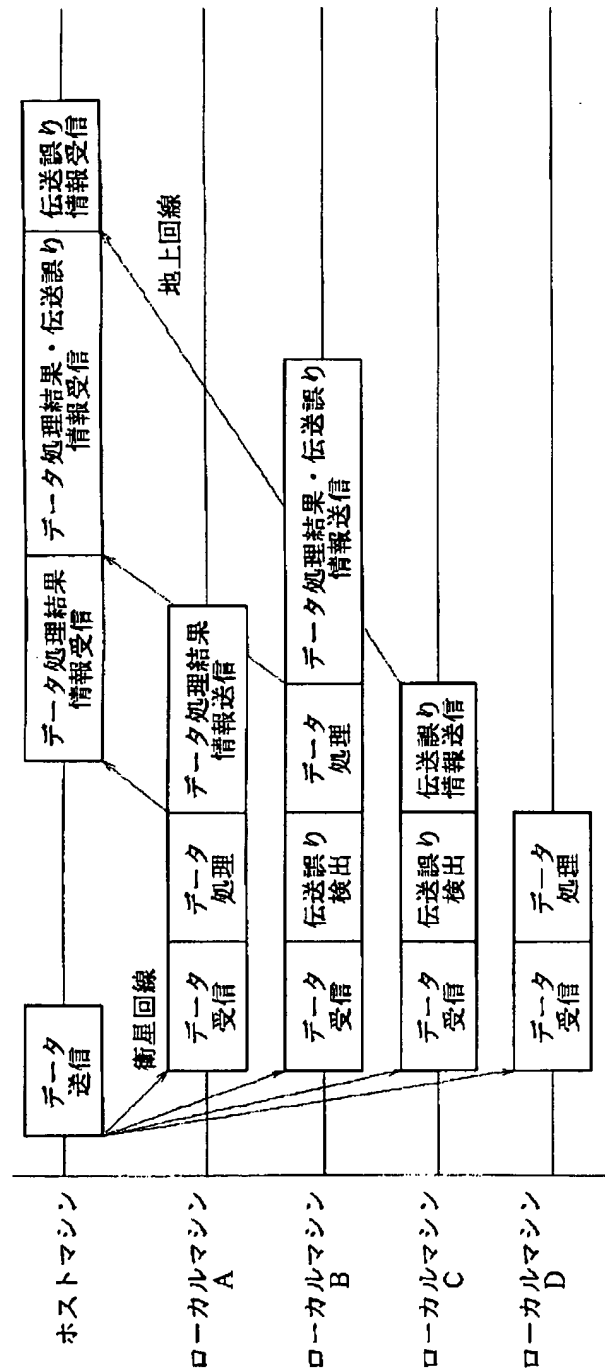 ホストマシン
データ
送信
データ処理結果
情報受信
データ処理結果・伝送誤り
情報受信
伝送誤り
情報受信
衛星回線
地上回線
ローカルマシン
A
データ
受信
データ
処理
データ処理結果
情報送信
ローカルマシン
B
データ
受信
伝送誤り
検出
データ
処理
データ処理結果・伝送誤り
情報送信
ローカルマシン
C
データ
受信
伝送誤り
検出
伝送誤り
情報送信
ローカルマシン
D
データ
受信
データ
処理